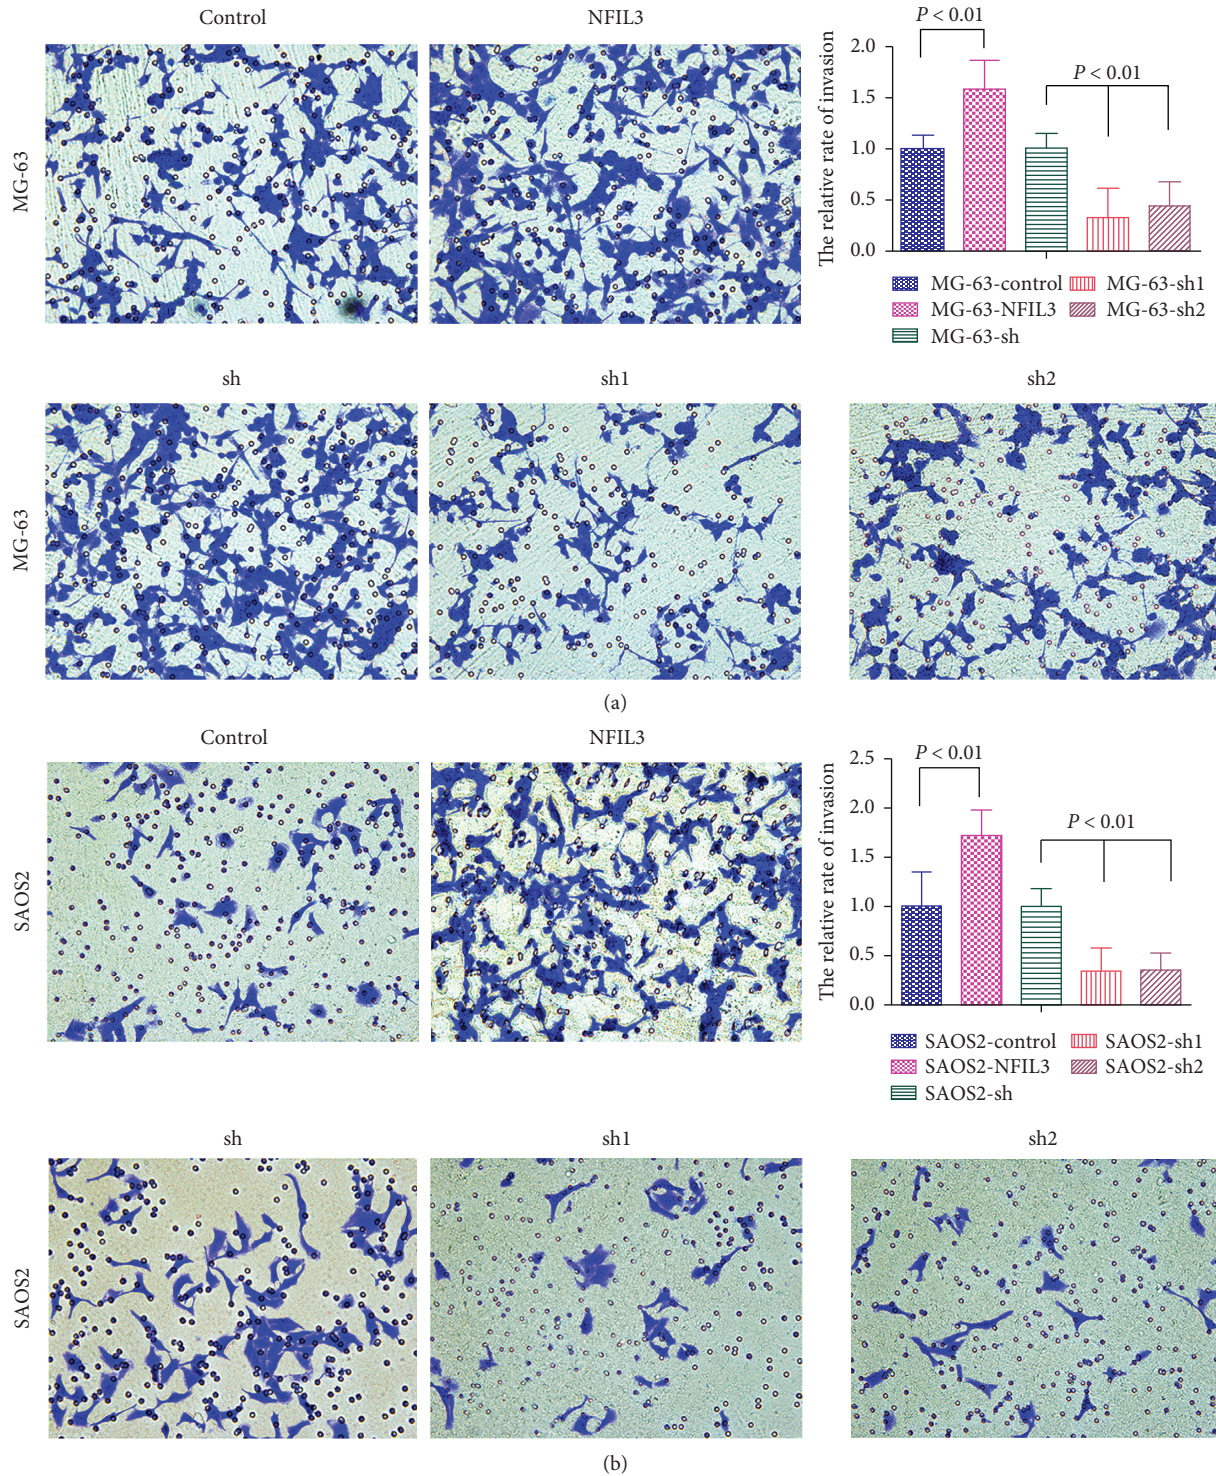 Control
NFIL3
MG-63
P < 0.01
P < 0.01
The relative rate of invasion
2.0
1.5
1.0
0.5
0.0
MG-63-control
MG-63-sh1
MG-63-NFIL3
MG-63-sh2
MG-63-sh
sh
sh1
sh2
MG-63
(a)
Control
NFIL3
SAOS2
P < 0.01
P < 0.01
The relative rate of invasion
2.5
2.0
1.5
1.0
0.5
0.0
SAOS2-control
SAOS2-sh1
SAOS2-NFIL3
SAOS2-sh2
SAOS2-sh
sh
sh1
sh2
SAOS2
(b)